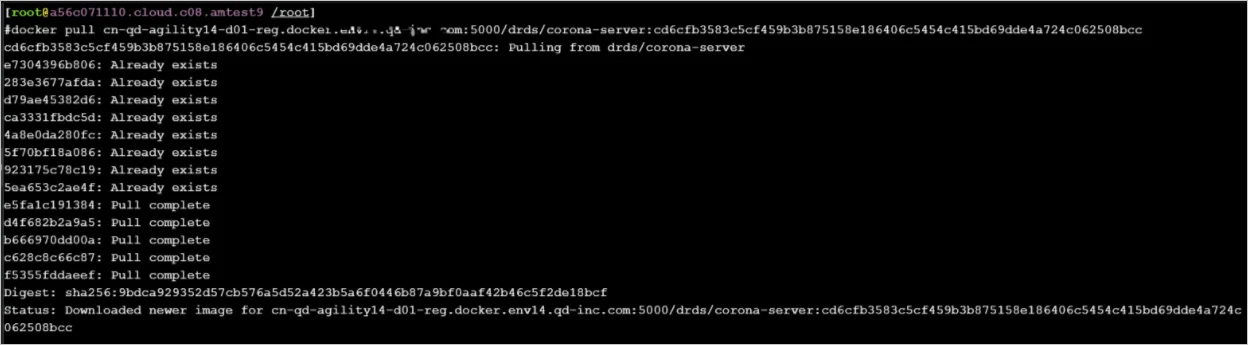 [root@a56c071110.cloud.c08.amtest9 /root]
#docker pull cn-qd-agility14-d01-reg.docker. com:5000/drds/corona-server:cd6cfb3583c5cf459b3b875158e186406c5454c415bd69dde4a724c062508bcc
cd6cfb3583c5cf459b3b875158e186406c5454c415bd69dde4a724c062508bcc: Pulling from drds/corona-server
e7304396b806: Already exists
283e3677afda: Already exists
d79ae45382d6: Already exists
ca3331fbdc5d: Already exists
4a8e0da280fc: Already exists
5f70bf18a086: Already exists
923175c78c19: Already exists
5ea653c2ae4f: Already exists
e5fa1c191384: Pull complete
d4f682b2a9a5: Pull complete
b666970dd00a: Pull complete
c628c8c66c87: Pull complete
f5355fddaeef: Pull complete
Digest: sha256:9bdca929352d57cb576a5d52a423b5a6f0446b87a9bf0aaf42b46c5f2de18bcf
Status: Downloaded newer image for cn-qd-agility14-d01-reg.docker.env14.qd-inc.com:5000/drds/corona-server:cd6cfb3583c5cf459b3b875158e186406c5454c415bd69dde4a724c
062508bcc